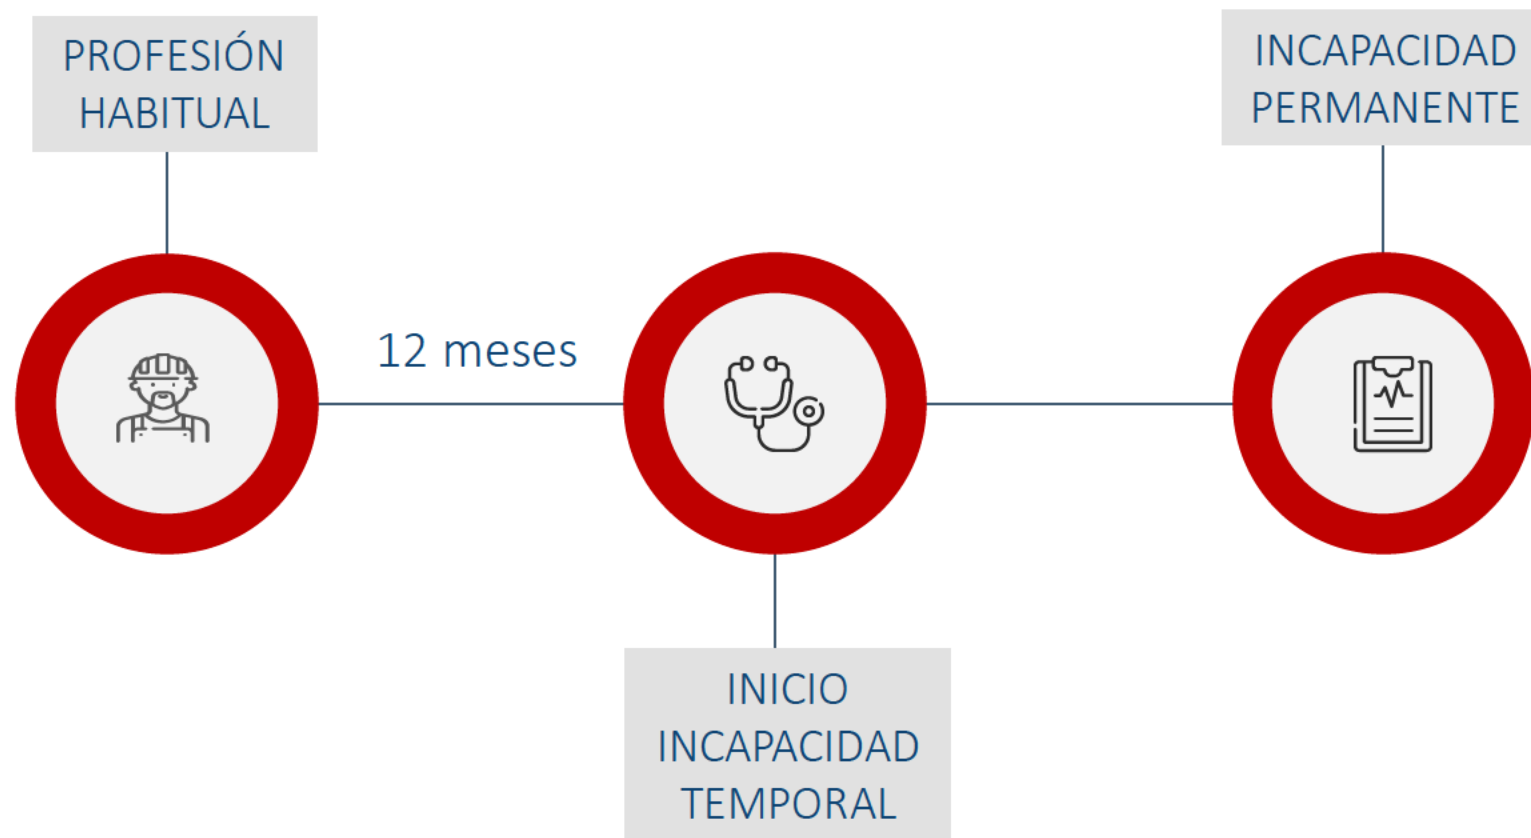 PROFESIÓN
HABITUAL
INCAPACIDAD
PERMANENTE
12 meses
INICIO
INCAPACIDAD
TEMPORAL